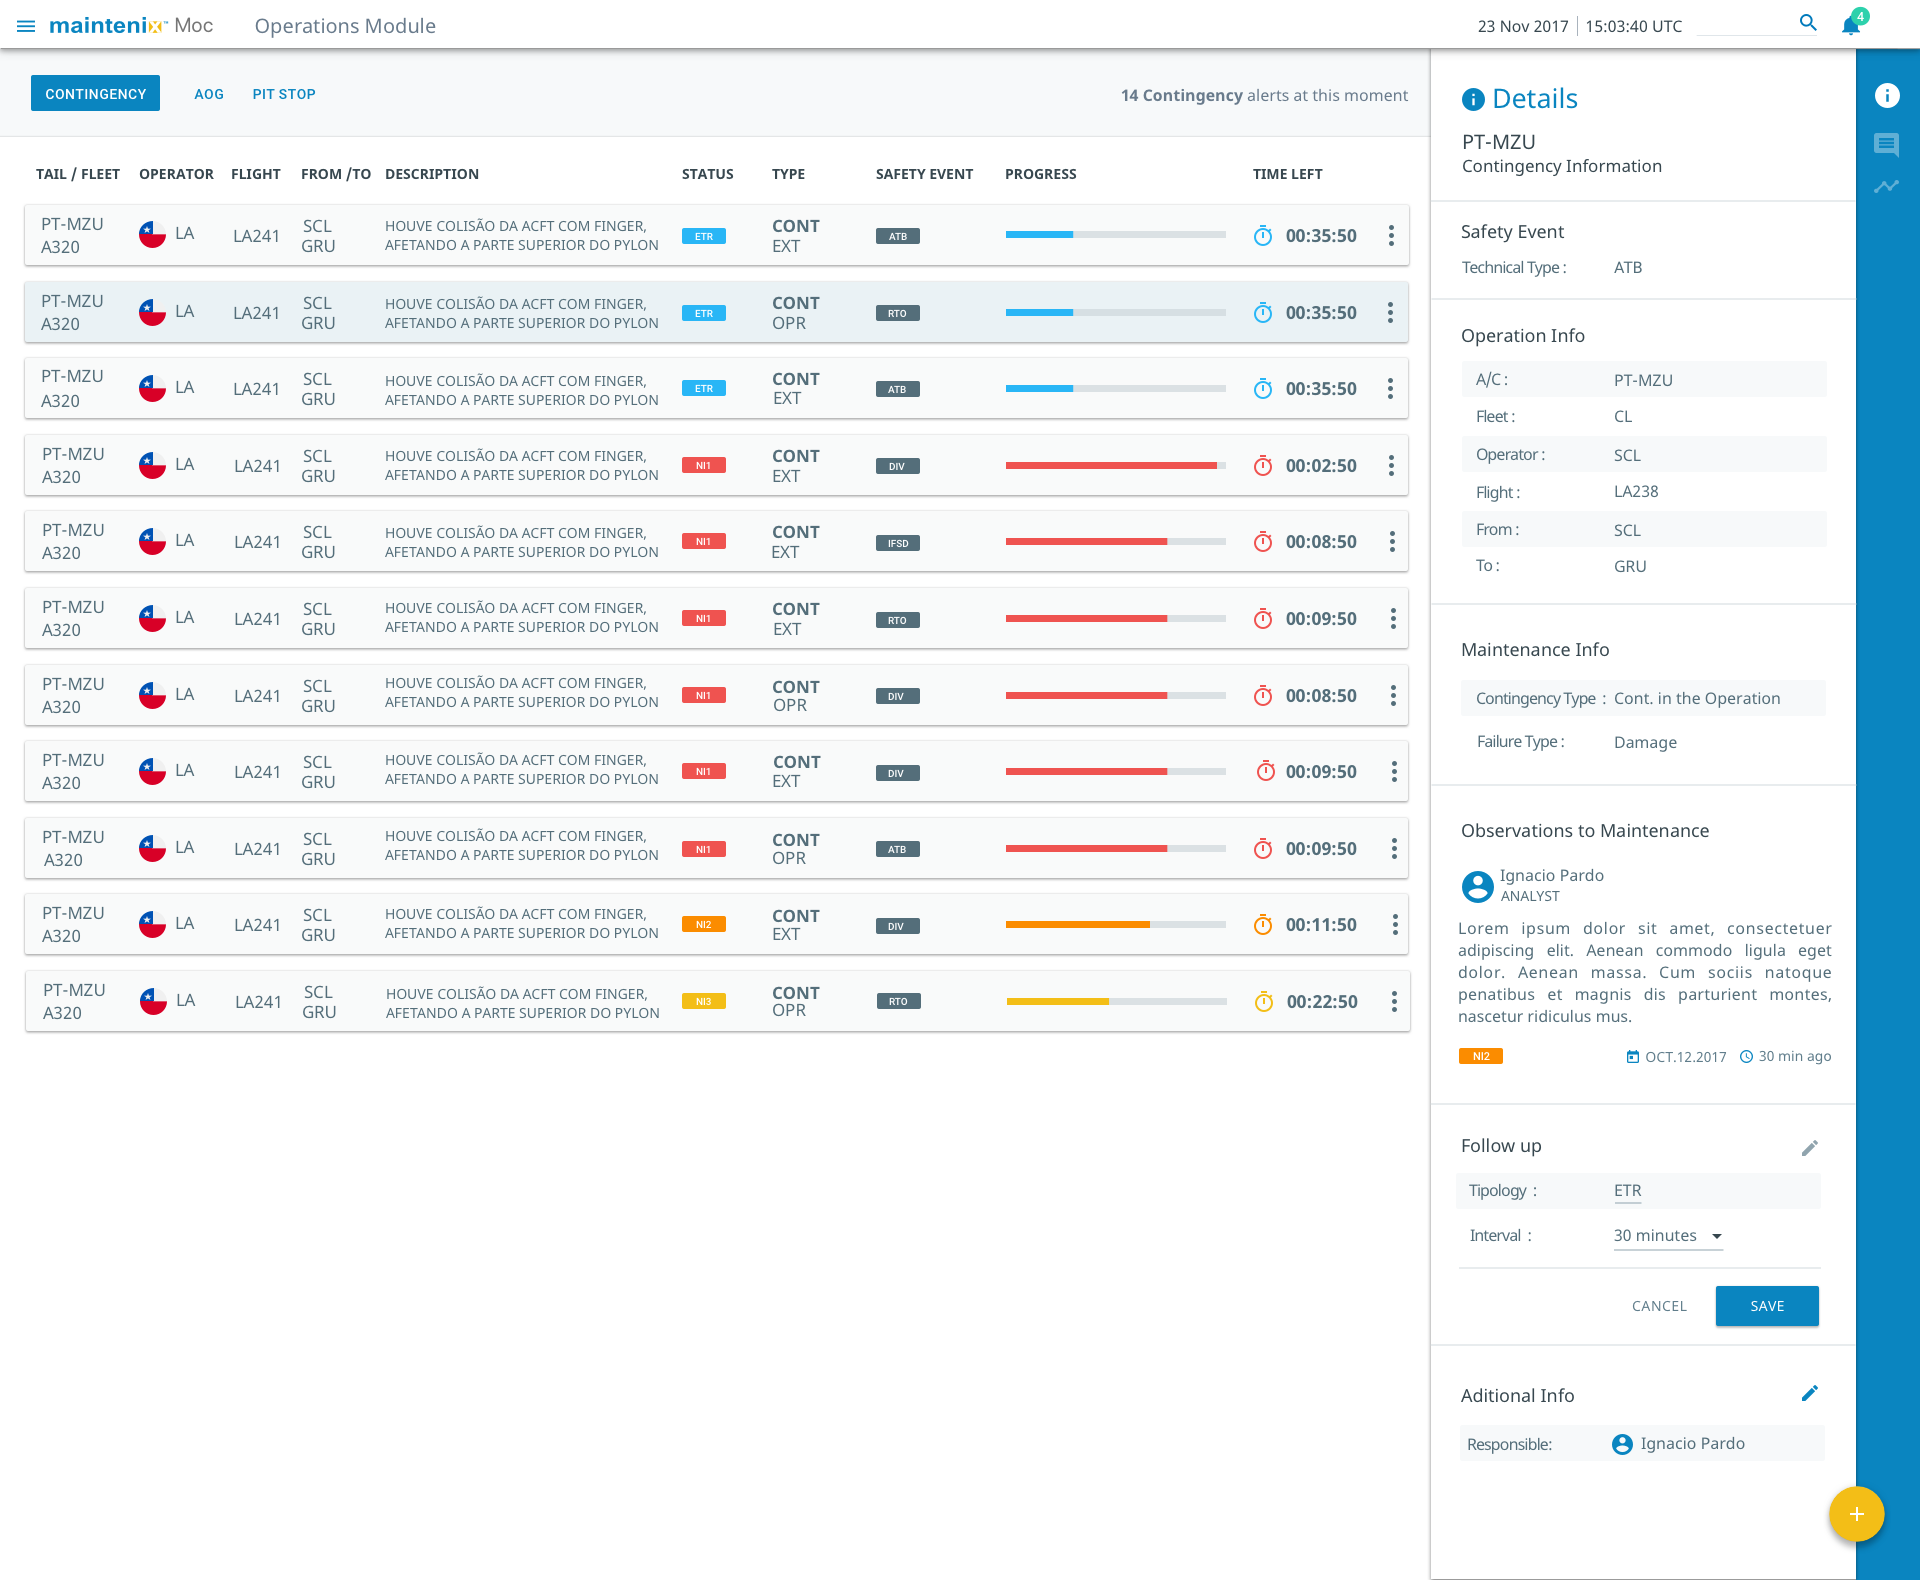 maintenix™ Moc
Operations Module
23 Nov 2017 | 15:03:40 UTC
4
CONTINGENCY AOG PIT STOP
14 Contingency alerts at this moment
TAIL / FLEET OPERATOR FLIGHT FROM /TO DESCRIPTION STATUS TYPE SAFETY EVENT PROGRESS TIME LEFT
PT-MZU LA LA241 SCL HOUVE COLISÃO DA ACFT COM FINGER, ETR CONT ATB 00:35:50
A320 GRU AFETANDO A PARTE SUPERIOR DO PYLON EXT
PT-MZU LA LA241 SCL HOUVE COLISÃO DA ACFT COM FINGER, ETR CONT RTO 00:35:50
A320 GRU AFETANDO A PARTE SUPERIOR DO PYLON OPR
PT-MZU LA LA241 SCL HOUVE COLISÃO DA ACFT COM FINGER, ETR CONT ATB 00:35:50
A320 GRU AFETANDO A PARTE SUPERIOR DO PYLON EXT
PT-MZU LA LA241 SCL HOUVE COLISÃO DA ACFT COM FINGER, NI1 CONT DIV 00:02:50
A320 GRU AFETANDO A PARTE SUPERIOR DO PYLON EXT
PT-MZU LA LA241 SCL HOUVE COLISÃO DA ACFT COM FINGER, NI1 CONT IFSD 00:08:50
A320 GRU AFETANDO A PARTE SUPERIOR DO PYLON EXT
PT-MZU LA LA241 SCL HOUVE COLISÃO DA ACFT COM FINGER, NI1 CONT RTO 00:09:50
A320 GRU AFETANDO A PARTE SUPERIOR DO PYLON EXT
PT-MZU LA LA241 SCL HOUVE COLISÃO DA ACFT COM FINGER, NI1 CONT DIV 00:08:50
A320 GRU AFETANDO A PARTE SUPERIOR DO PYLON OPR
PT-MZU LA LA241 SCL HOUVE COLISÃO DA ACFT COM FINGER, NI1 CONT DIV 00:09:50
A320 GRU AFETANDO A PARTE SUPERIOR DO PYLON EXT
PT-MZU LA LA241 SCL HOUVE COLISÃO DA ACFT COM FINGER, NI1 CONT ATB 00:09:50
A320 GRU AFETANDO A PARTE SUPERIOR DO PYLON OPR
PT-MZU LA LA241 SCL HOUVE COLISÃO DA ACFT COM FINGER, NI2 CONT DIV 00:11:50
A320 GRU AFETANDO A PARTE SUPERIOR DO PYLON EXT
PT-MZU LA LA241 SCL HOUVE COLISÃO DA ACFT COM FINGER, NI3 CONT RTO 00:22:50
A320 GRU AFETANDO A PARTE SUPERIOR DO PYLON OPR
Details
PT-MZU
Contingency Information
Safety Event
Technical Type : ATB
Operation Info
A/C : PT-MZU
Fleet : CL
Operator : SCL
Flight : LA238
From : SCL
To : GRU
Maintenance Info
Contingency Type : Cont. in the Operation
Failure Type : Damage
Observations to Maintenance
Ignacio Pardo
ANALYST
Lorem ipsum dolor sit amet, consectetuer
adipiscing elit. Aenean commodo ligula eget
dolor. Aenean massa. Cum sociis natoque
penatibus et magnis dis parturient montes,
nascetur ridiculus mus.
NI2 OCT.12.2017 30 min ago
Follow up
Tipology : ETR
Interval : 30 minutes
CANCEL SAVE
Aditional Info
Responsible: Ignacio Pardo